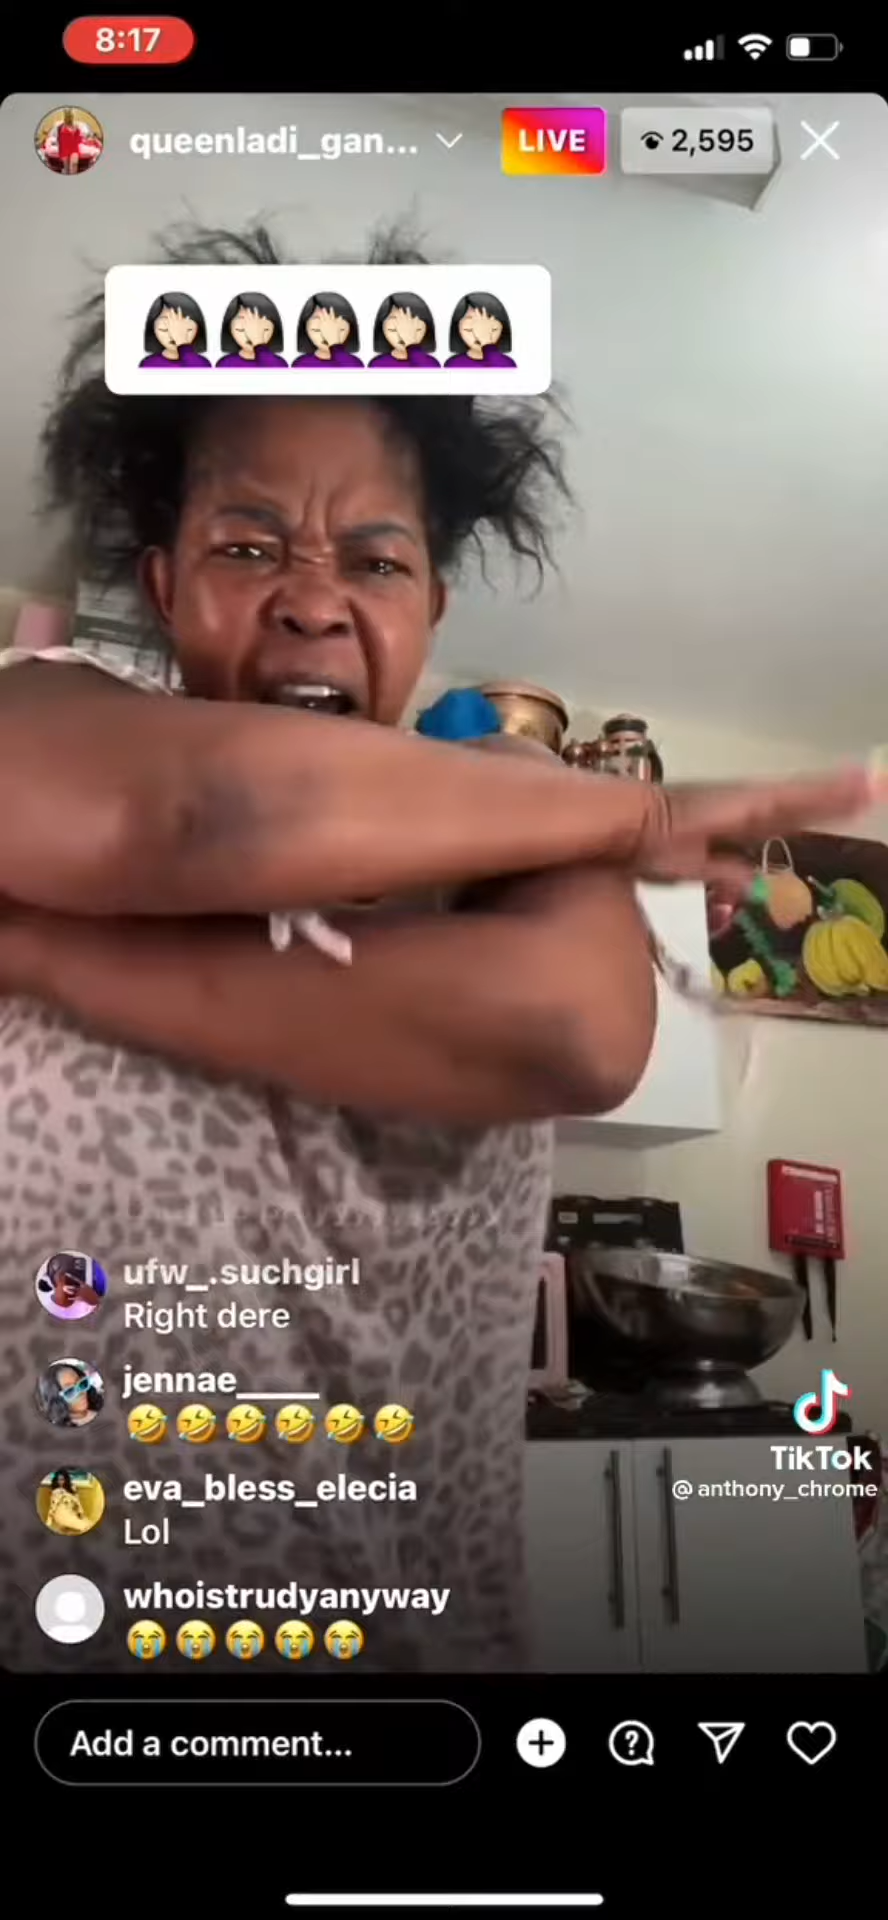 8:17
queenladi_gan...
LIVE
2,595
🤦🏻‍♀️🤦🏻‍♀️🤦🏻‍♀️🤦🏻‍♀️🤦🏻‍♀️
ufw_.suchgirl
Right dere
jennae____
🤣🤣🤣🤣🤣🤣
TikTok
@anthony_chrome
eva_bless_elecia
Lol
whoistrudyanyway
😭😭😭😭😭
Add a comment...